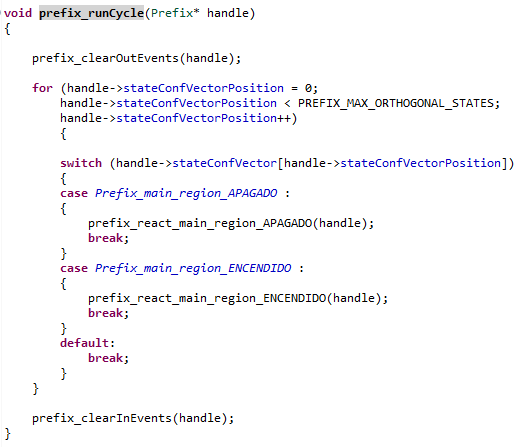 void prefix_runCycle(Prefix* handle)
{
prefix_clearOutEvents(handle);
for (handle->stateConfVectorPosition = 0;
handle->stateConfVectorPosition < PREFIX_MAX_ORTHOGONAL_STATES;
handle->stateConfVectorPosition++)
{
switch (handle->stateConfVector[handle->stateConfVectorPosition])
{
case Prefix_main_region_APAGADO :
{
prefix_react_main_region_APAGADO(handle);
break;
}
case Prefix_main_region_ENCENDIDO :
{
prefix_react_main_region_ENCENDIDO(handle);
break;
}
default:
break;
}
}
prefix_clearInEvents(handle);
}